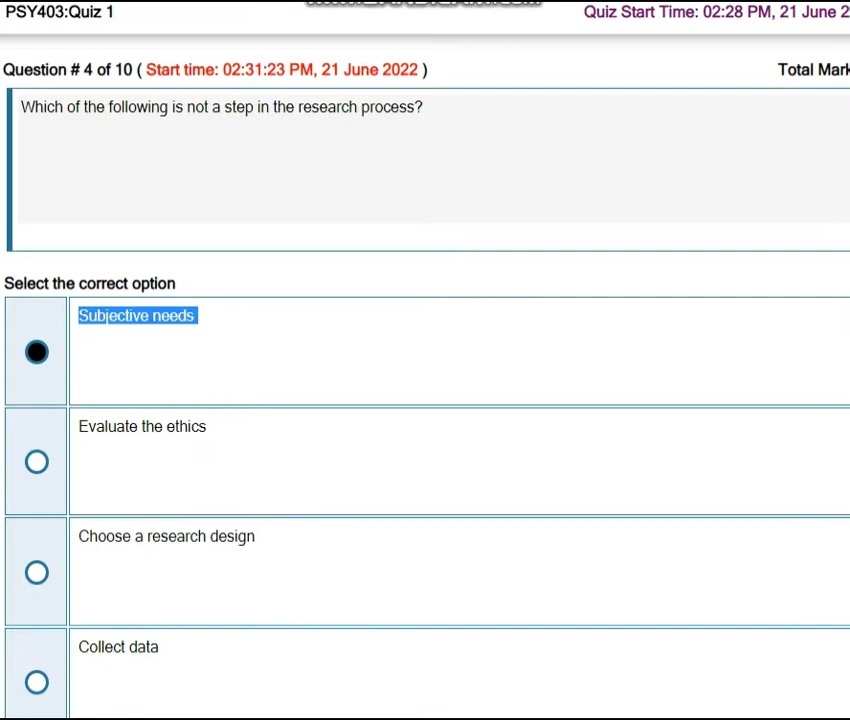 PSY403:Quiz 1
Quiz Start Time: 02:28 PM, 21 June 2
Question # 4 of 10 ( Start time: 02:31:23 PM, 21 June 2022 )
Total Mark
Which of the following is not a step in the research process?
Select the correct option
Subjective needs
Evaluate the ethics
Choose a research design
Collect data